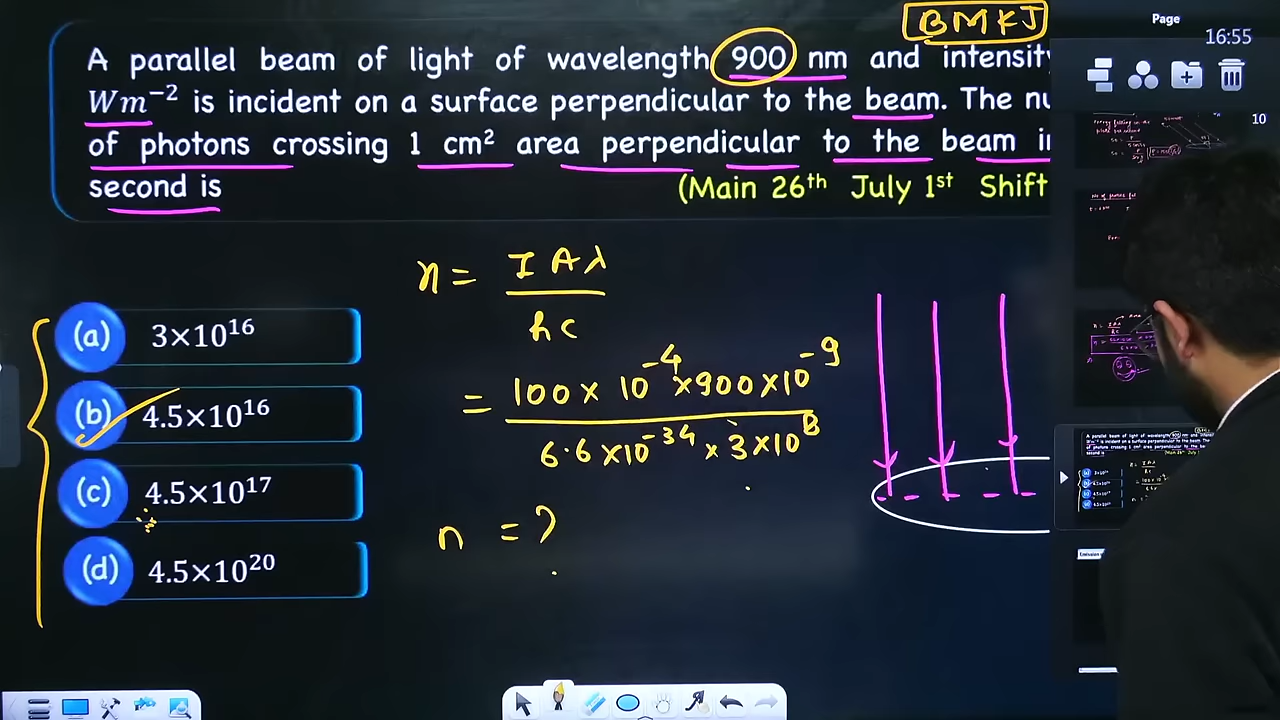 BMKJ
Page
16:55
10
A parallel beam of light of wavelength 900 nm and intensity
Wm⁻² is incident on a surface perpendicular to the beam. The nu
of photons crossing 1 cm² area perpendicular to the beam in
second is
(Main 26th July 1st Shift
(a) 3×10¹⁶
(b) 4.5×10¹⁶
(c) 4.5×10¹⁷
(d) 4.5×10²⁰
n = IAλ
hc
= 100 × 10⁻⁴ × 900 × 10⁻⁹
6.6 × 10⁻³⁴ × 3 × 10⁸
n = ?